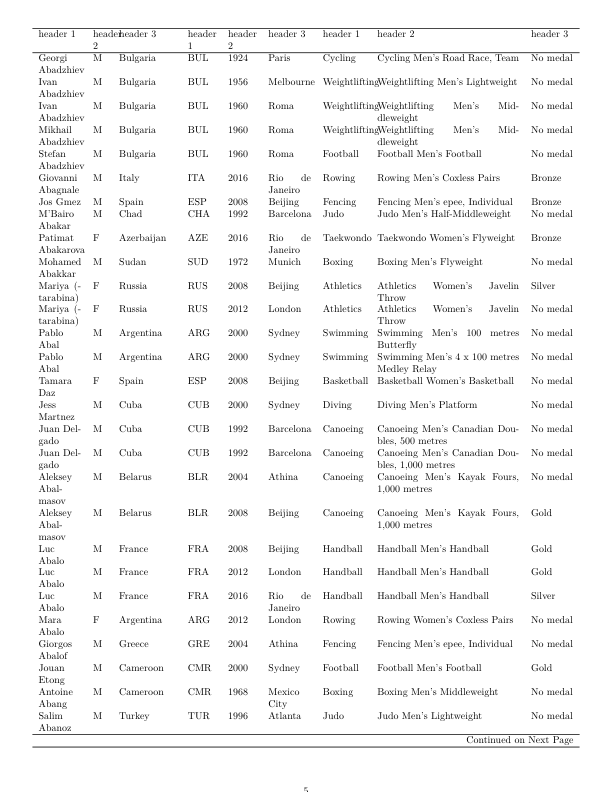 header 1 header 2 header 3 header 1 header 2 header 3 header 1 header 2 header 3
Georgi Abadzhiev M Bulgaria BUL 1924 Paris Cycling Cycling Men's Road Race, Team No medal
Ivan Abadzhiev M Bulgaria BUL 1956 Melbourne Weightlifting Weightlifting Men's Lightweight No medal
Ivan Abadzhiev M Bulgaria BUL 1960 Roma Weightlifting Weightlifting Men's Mid-dleweight No medal
Mikhail Abadzhiev M Bulgaria BUL 1960 Roma Weightlifting Weightlifting Men's Mid-dleweight No medal
Stefan Abadzhiev M Bulgaria BUL 1960 Roma Football Football Men's Football No medal
Giovanni Abagnale M Italy ITA 2016 Rio de Janeiro Rowing Rowing Men's Coxless Pairs Bronze
Jos Gmez M Spain ESP 2008 Beijing Fencing Fencing Men's epee, Individual Bronze
M'Bairo Abakar M Chad CHA 1992 Barcelona Judo Judo Men's Half-Middleweight No medal
Patimat Abakarova F Azerbaijan AZE 2016 Rio de Janeiro Taekwondo Taekwondo Women's Flyweight Bronze
Mohamed Abakkar M Sudan SUD 1972 Munich Boxing Boxing Men's Flyweight No medal
Mariya (-tarabina) F Russia RUS 2008 Beijing Athletics Athletics Women's Javelin Throw Silver
Mariya (-tarabina) F Russia RUS 2012 London Athletics Athletics Women's Javelin Throw No medal
Pablo Abal M Argentina ARG 2000 Sydney Swimming Swimming Men's 100 metres Butterfly No medal
Pablo Abal M Argentina ARG 2000 Sydney Swimming Swimming Men's 4 x 100 metres Medley Relay No medal
Tamara Daz F Spain ESP 2008 Beijing Basketball Basketball Women's Basketball No medal
Jess Martnez M Cuba CUB 2000 Sydney Diving Diving Men's Platform No medal
Juan Del-gado M Cuba CUB 1992 Barcelona Canoeing Canoeing Men's Canadian Dou-bles, 500 metres No medal
Juan Del-gado M Cuba CUB 1992 Barcelona Canoeing Canoeing Men's Canadian Dou-bles, 1,000 metres No medal
Aleksey Abal-masov M Belarus BLR 2004 Athina Canoeing Canoeing Men's Kayak Fours, 1,000 metres No medal
Aleksey Abal-masov M Belarus BLR 2008 Beijing Canoeing Canoeing Men's Kayak Fours, 1,000 metres Gold
Luc Abalo M France FRA 2008 Beijing Handball Handball Men's Handball Gold
Luc Abalo M France FRA 2012 London Handball Handball Men's Handball Gold
Luc Abalo M France FRA 2016 Rio de Janeiro Handball Handball Men's Handball Silver
Mara Abalo F Argentina ARG 2012 London Rowing Rowing Women's Coxless Pairs No medal
Giorgos Abalof M Greece GRE 2004 Athina Fencing Fencing Men's epee, Individual No medal
Jouan Etong M Cameroon CMR 2000 Sydney Football Football Men's Football Gold
Antoine Abang M Cameroon CMR 1968 Mexico City Boxing Boxing Men's Middleweight No medal
Salim Abanoz M Turkey TUR 1996 Atlanta Judo Judo Men's Lightweight No medal
Continued on Next Page
5